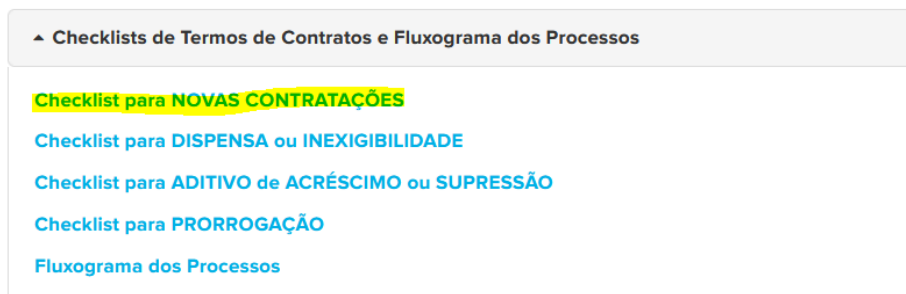 Checklists de Termos de Contratos e Fluxograma dos Processos
Checklist para NOVAS CONTRATAÇÕES
Checklist para DISPENSA ou INEXIGIBILIDADE
Checklist para ADITIVO de ACRÉSCIMO ou SUPRESSÃO
Checklist para PRORROGAÇÃO
Fluxograma dos Processos